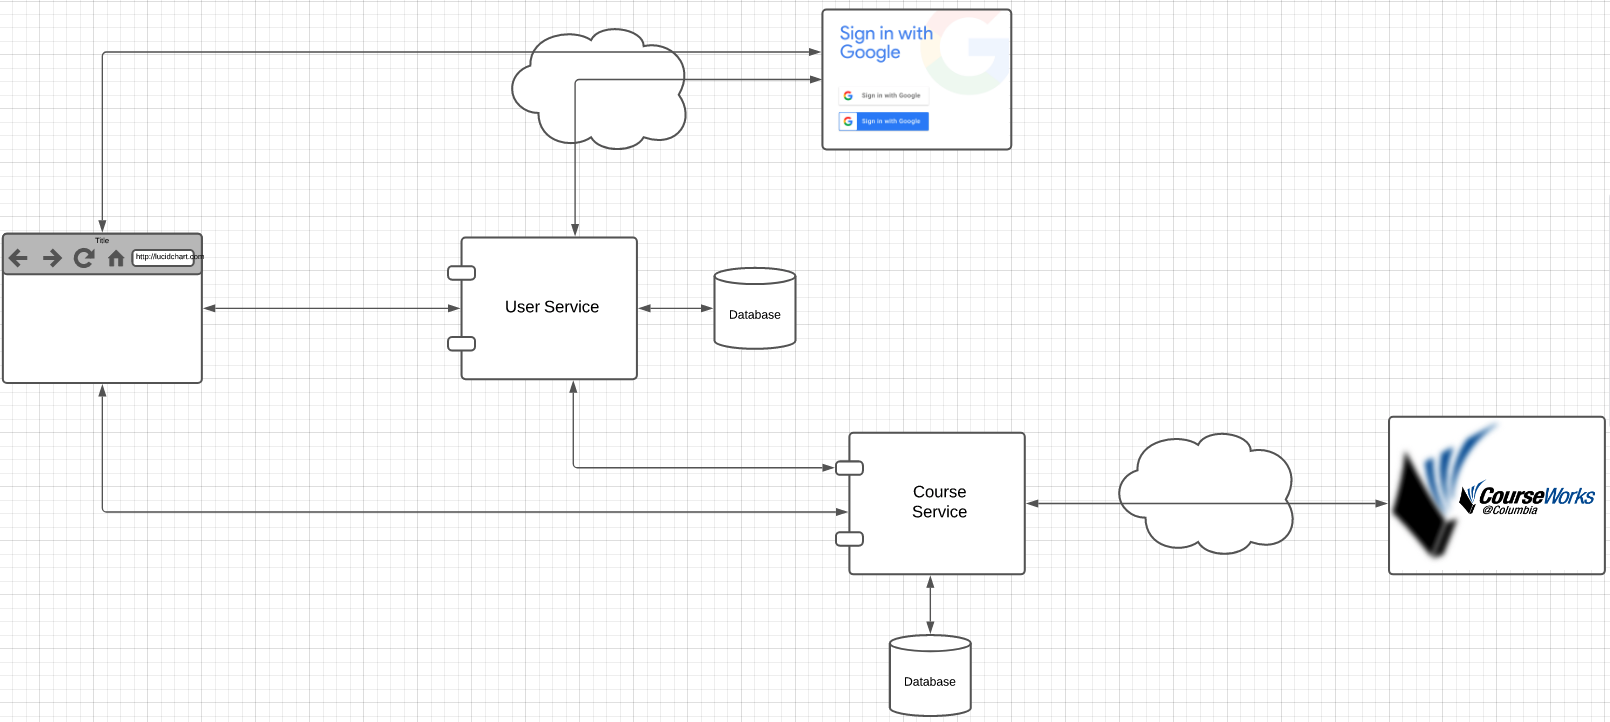 Sign in with
Google
Sign in with Google
Sign in with Google
Title
http://lucidchart.com
User Service
Database
Course
Service
CourseWorks
@Columbia
Database